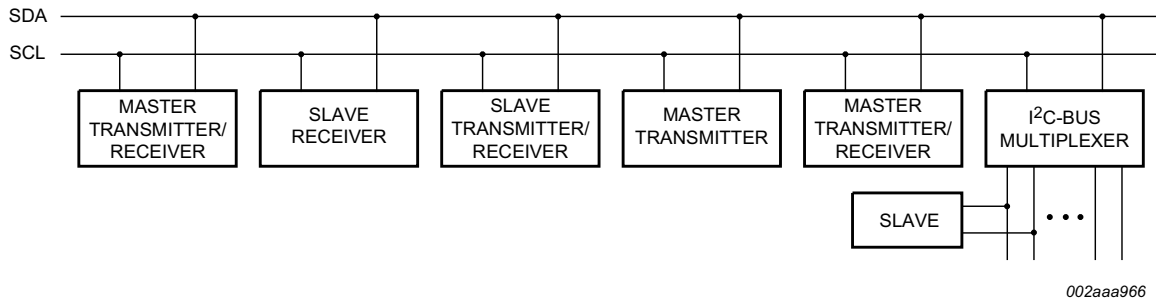 SDA
SCL
MASTER
TRANSMITTER/
RECEIVER
SLAVE
RECEIVER
SLAVE
TRANSMITTER/
RECEIVER
MASTER
TRANSMITTER
MASTER
TRANSMITTER/
RECEIVER
I²C-BUS
MULTIPLEXER
SLAVE
002aaa966